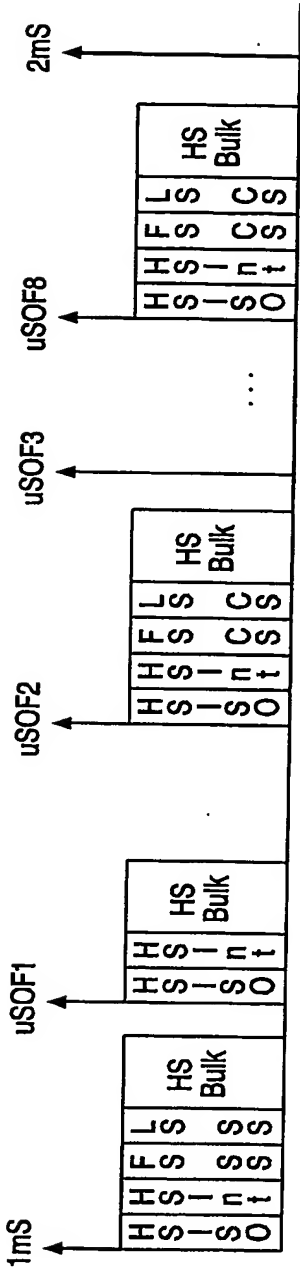 1mS
HS ISO
HS Int
FS SS
LS SS
HS
Bulk
uSOF1
HS ISO
HS Int
HS
Bulk
uSOF2
HS ISO
HS Int
FS CS
LS CS
HS
Bulk
uSOF3
...
uSOF8
HS ISO
HS Int
FS CS
LS CS
HS
Bulk
2mS